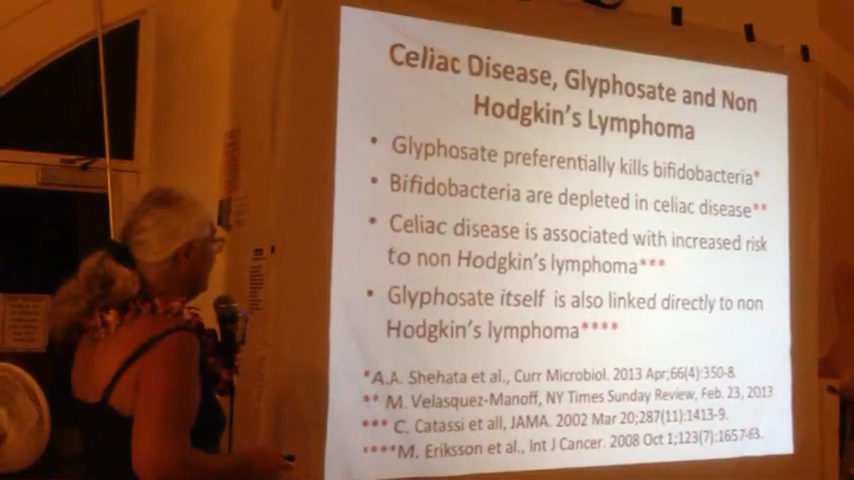 Celiac Disease, Glyphosate and Non
Hodgkin's Lymphoma
• Glyphosate preferentially kills bifidobacteria*
• Bifidobacteria are depleted in celiac disease**
• Celiac disease is associated with increased risk
to non Hodgkin's lymphoma***
• Glyphosate itself is also linked directly to non
Hodgkin's lymphoma****
*A.A. Shehata et al., Curr Microbiol. 2013 Apr;66(4):350-8.
** M. Velasquez-Manoff, NY Times Sunday Review, Feb. 23, 2013
*** C. Catassi et all, JAMA. 2002 Mar 20;287(11):1413-9.
****M. Eriksson et al., Int J Cancer. 2008 Oct 1;123(7):1657-63.